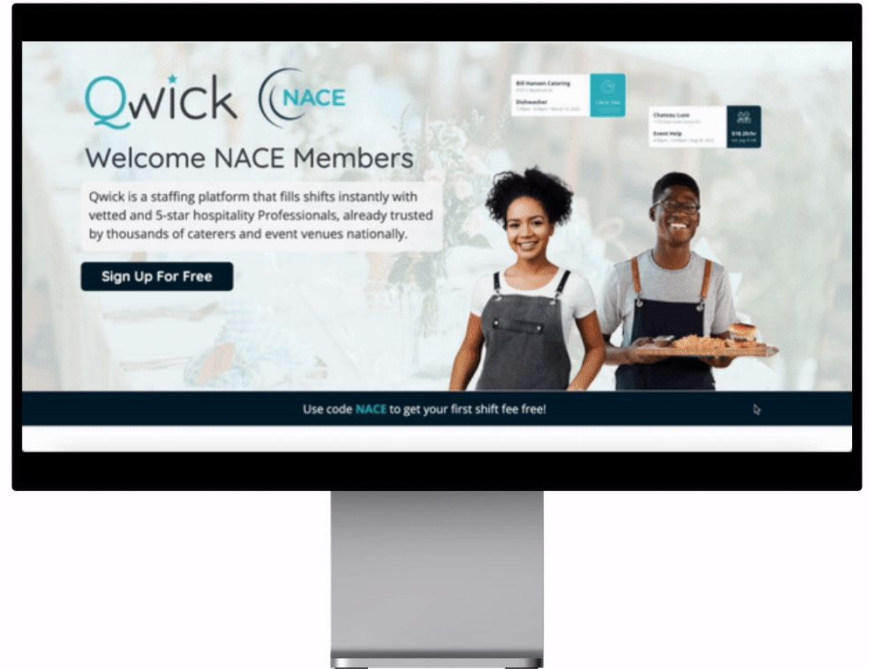 Qwick NACE
Welcome NACE Members
Qwick is a staffing platform that fills shifts instantly with
vetted and 5-star hospitality Professionals, already trusted
by thousands of caterers and event venues nationally.
Sign Up For Free
Bill Hansen Catering
Dishwasher
Chateau Luxe
Event Help
Use code NACE to get your first shift fee free!